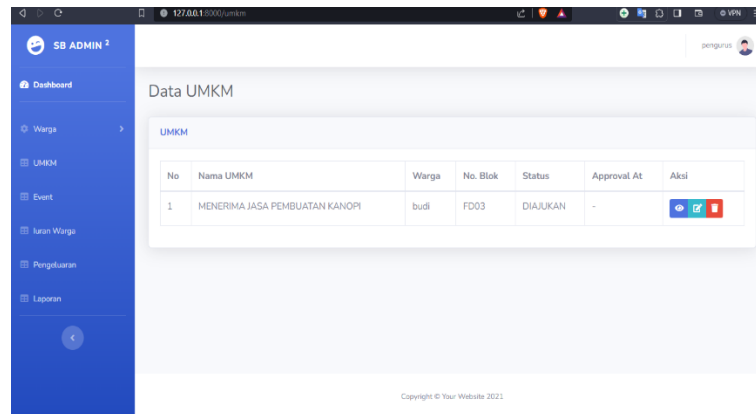 127.0.0.1:8000/umkm
VPN
SB ADMIN 2
pengurus
Dashboard
Warga
UMKM
Event
Iuran Warga
Pengeluaran
Laporan
Data UMKM
UMKM
No Nama UMKM Warga No. Blok Status Approval At Aksi
1 MENERIMA JASA PEMBUATAN KANOPI budi FD03 DIAJUKAN -
Copyright © Your Website 2021